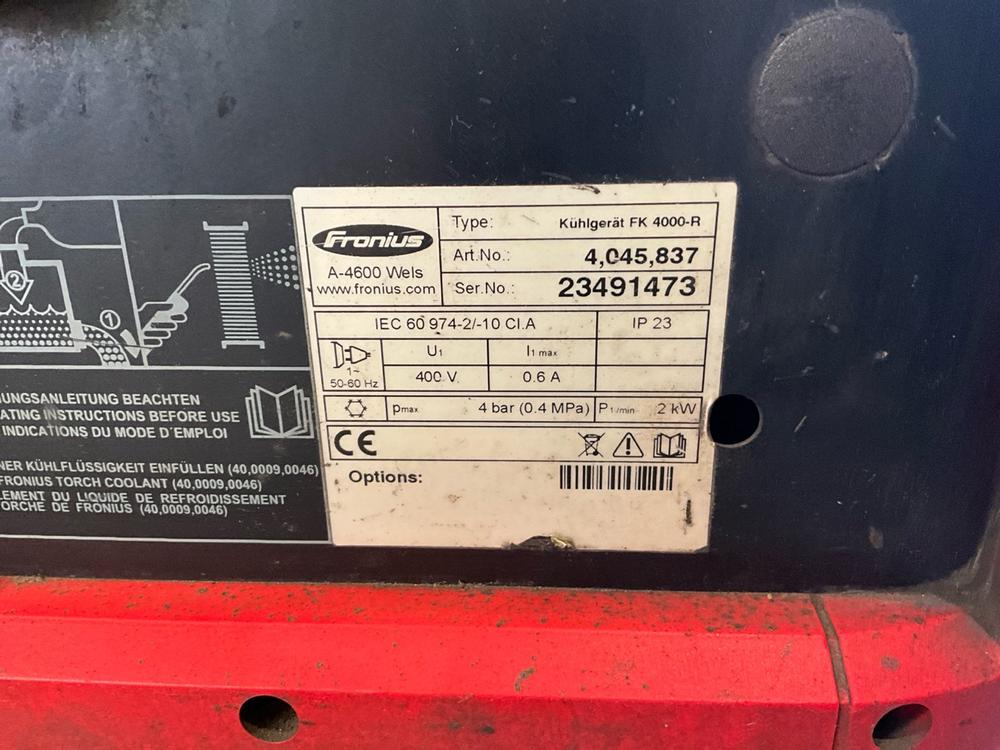 Fronius
A-4600 Wels
www.fronius.com
Type: Kühlgerät FK 4000-R
Art.No.: 4,045,837
Ser.No.: 23491473
IEC 60 974-2/-10 Cl.A IP 23
1~
50-60 Hz
U1 I1 max
400 V 0.6 A
pmax 4 bar (0.4 MPa) P1/min 2 kW
CE
Options:
2
1
UNGSANLEITUNG BEACHTEN
ATING INSTRUCTIONS BEFORE USE
INDICATIONS DU MODE D´EMPLOI
NER KÜHLFLÜSSIGKEIT EINFÜLLEN (40,0009,0046)
FRONIUS TORCH COOLANT (40,0009,0046)
LEMENT DU LIQUIDE DE REFROIDISSEMENT
ORCHE DE FRONIUS (40,0009,0046)